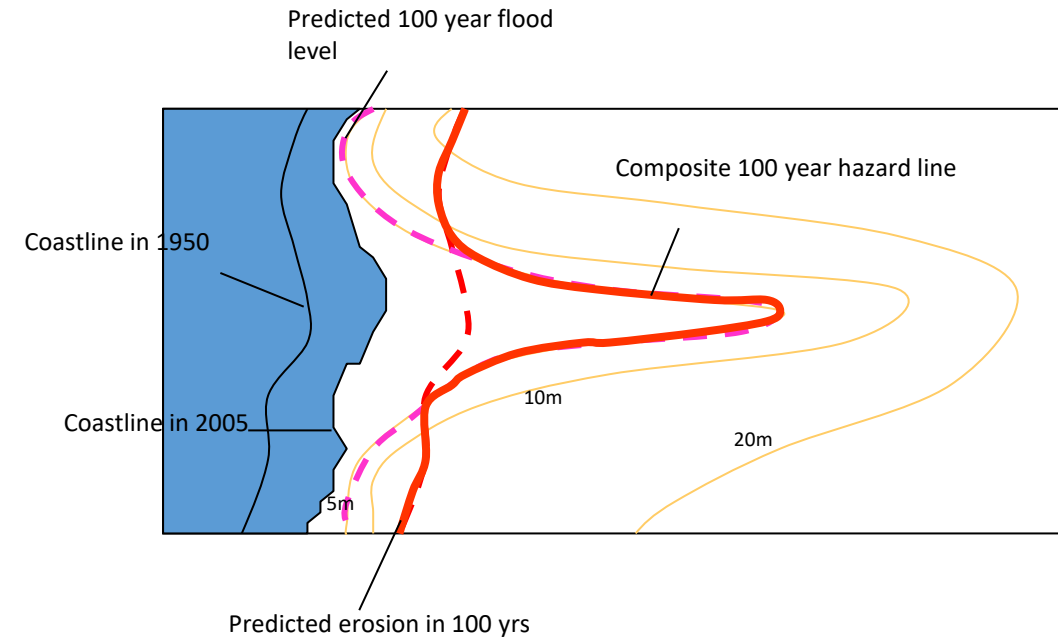 Predicted 100 year flood
level
Composite 100 year hazard line
Coastline in 1950
10m
Coastline in 2005
20m
5m
Predicted erosion in 100 yrs